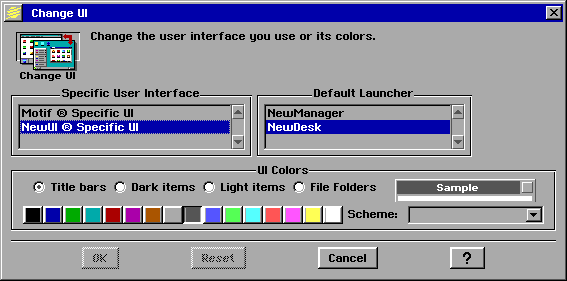 Change UI
Change the user interface you use or its colors.
Change UI
Specific User Interface
Default Launcher
Motif ® Specific UI
NewUI ® Specific UI
NewManager
NewDesk
UI Colors
Title bars
Dark items
Light items
File Folders
Sample
Scheme:
OK
Reset
Cancel
?